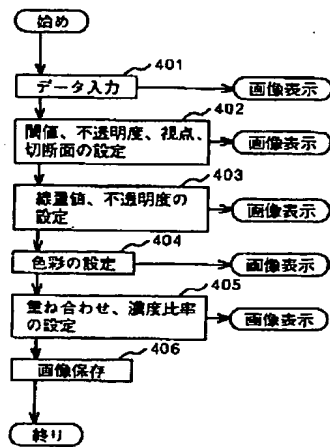 始め
401
データ入力
画像表示
402
閾値、不透明度、視点、
切断面の設定
画像表示
403
線量値、不透明度の
設定
画像表示
404
色彩の設定
画像表示
405
重ね合わせ、濃度比率
の設定
画像表示
406
画像保存
終り